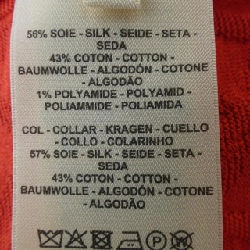 56% SOIE - SILK - SEIDE - SETA -
SEDA
43% COTON - COTTON -
BAUMWOLLE - ALGODÓN - COTONE
- ALGODÃO
1% POLYAMIDE - POLYAMID -
POLIAMMIDE - POLIAMIDA
COL - COLLAR - KRAGEN - CUELLO
- COLLO - COLARINHO
57% SOIE - SILK - SEIDE - SETA -
SEDA
43% COTON - COTTON -
BAUMWOLLE - ALGODÓN - COTONE
- ALGODÃO
P